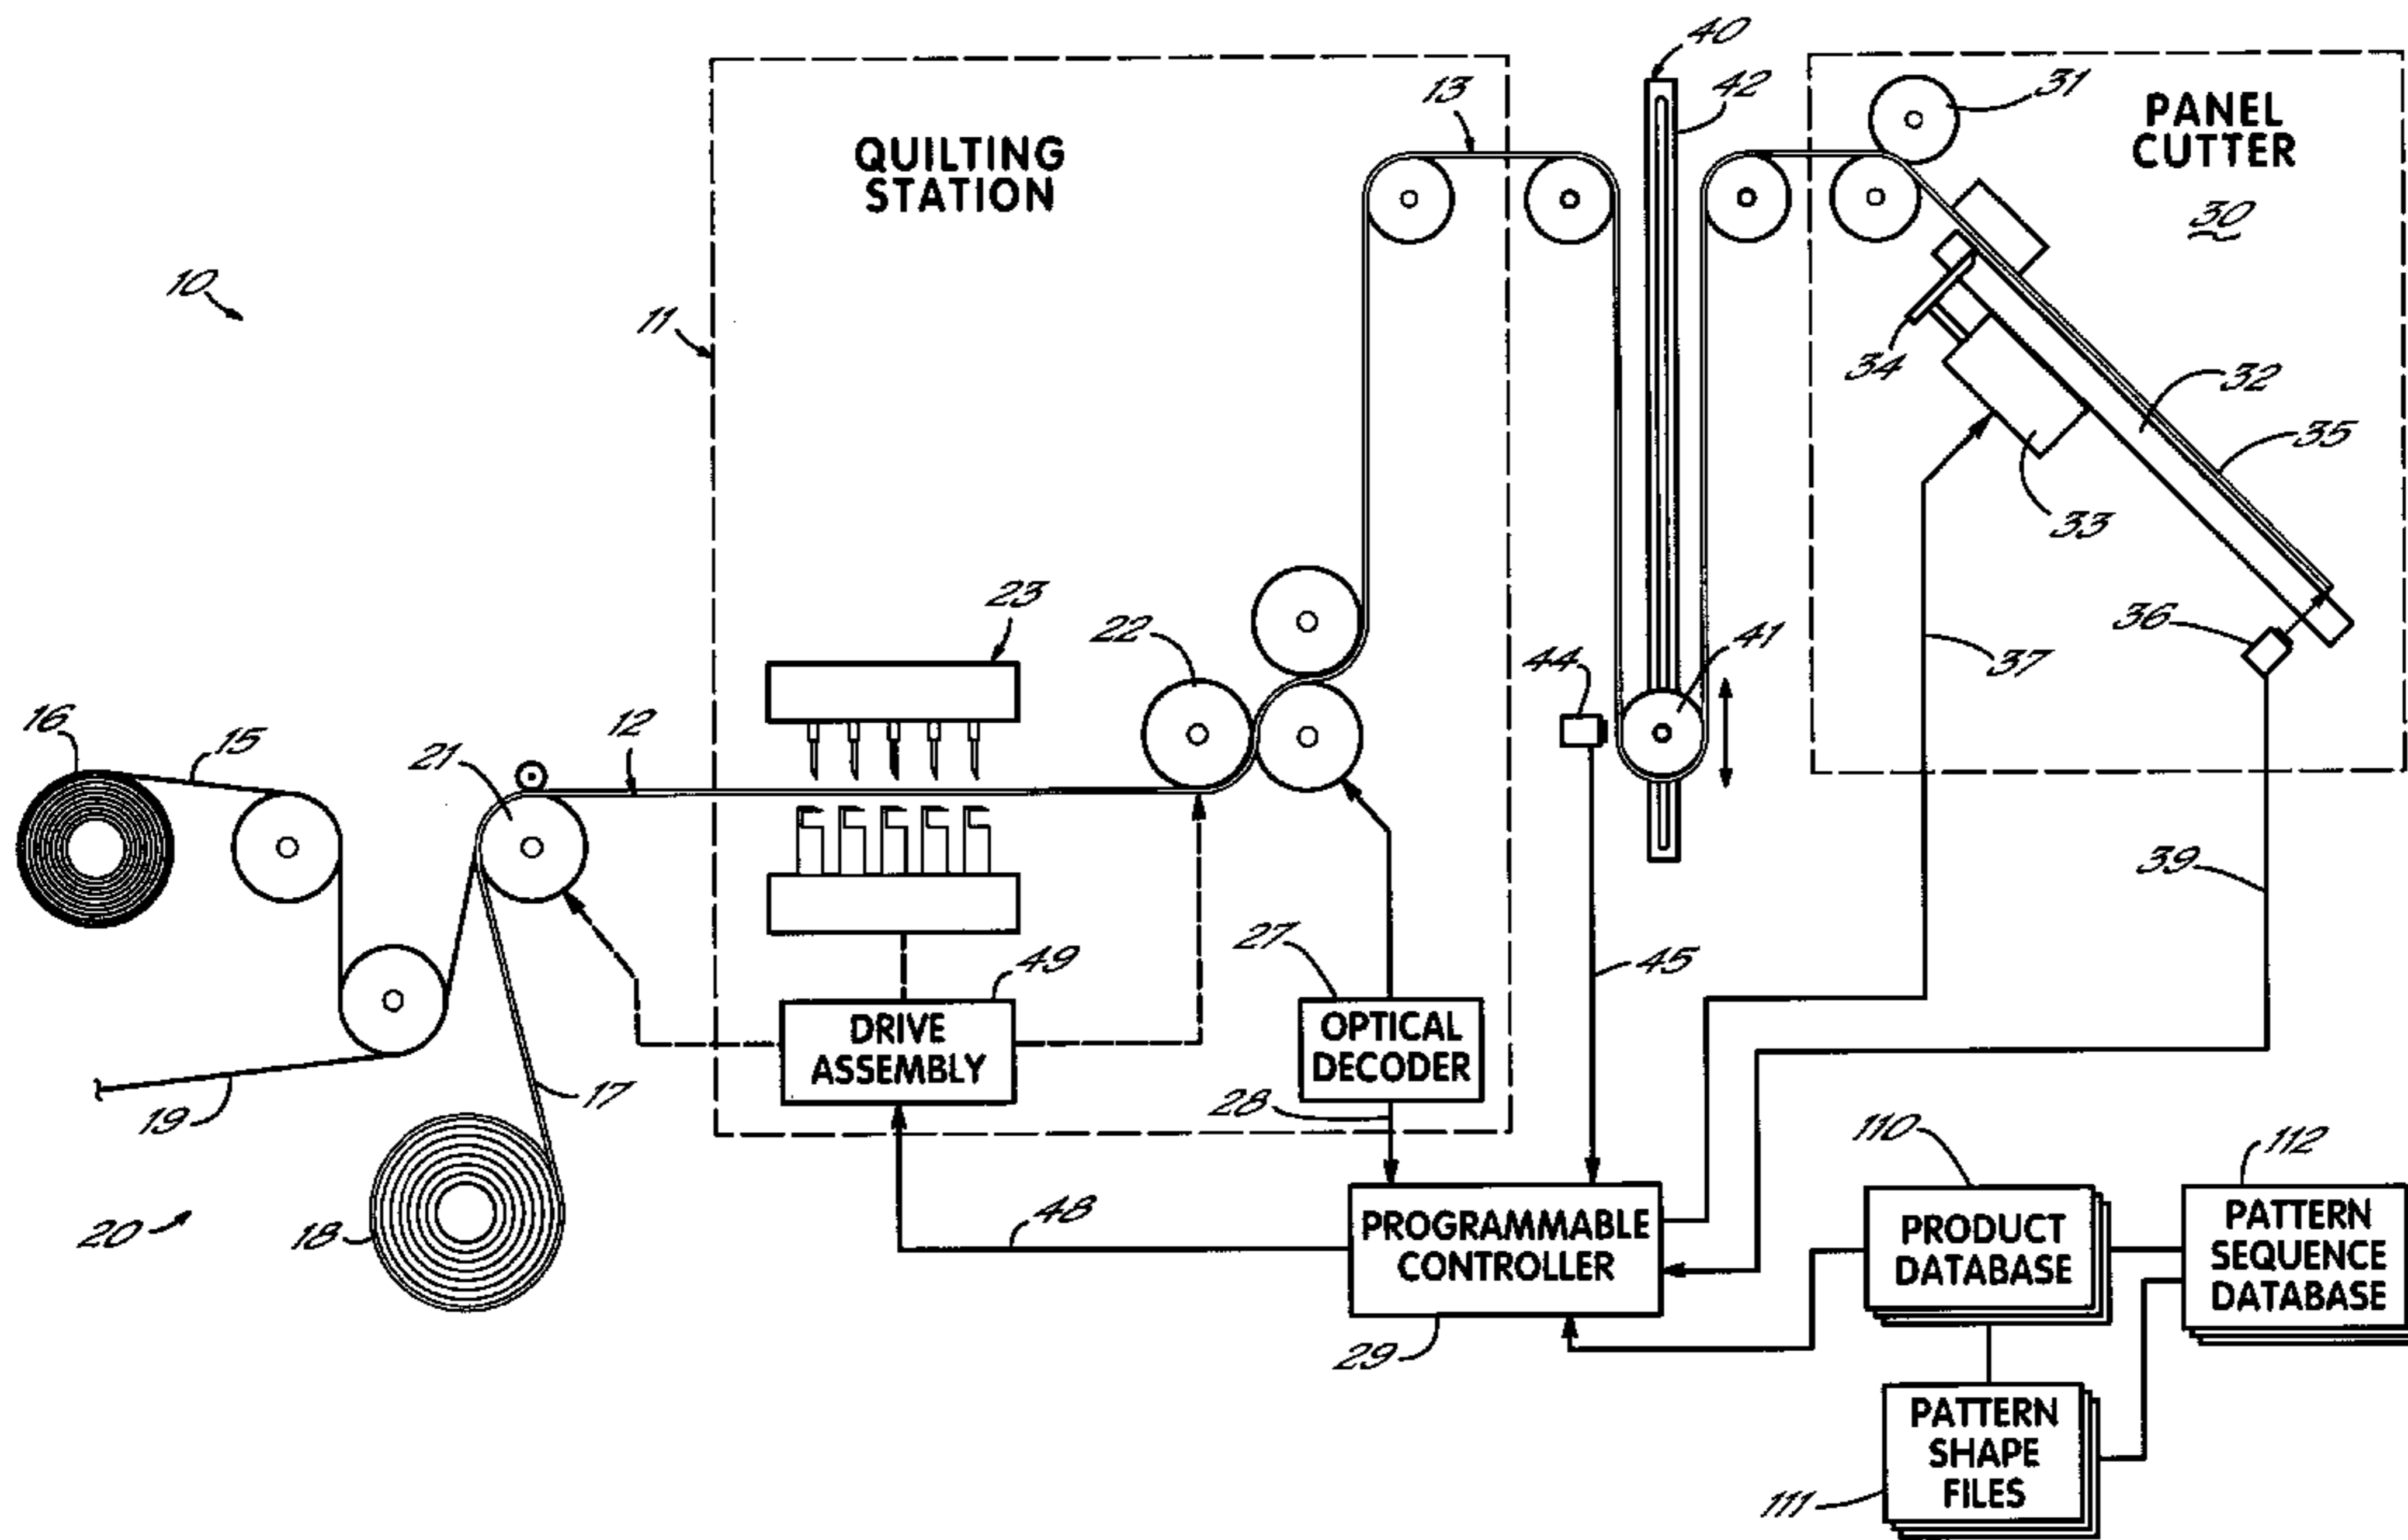 40
31
13
42
PANEL
CUTTER
QUILTING
STATION
30
10
11
34
32
35
33
23
22
36
41
44
37
16
15
21
12
39
27
45
49
DRIVE
ASSEMBLY
OPTICAL
DECODER
17
19
28
110
112
20
18
48
PROGRAMMABLE
CONTROLLER
PRODUCT
DATABASE
PATTERN
SEQUENCE
DATABASE
29
PATTERN
SHAPE
FILES
111